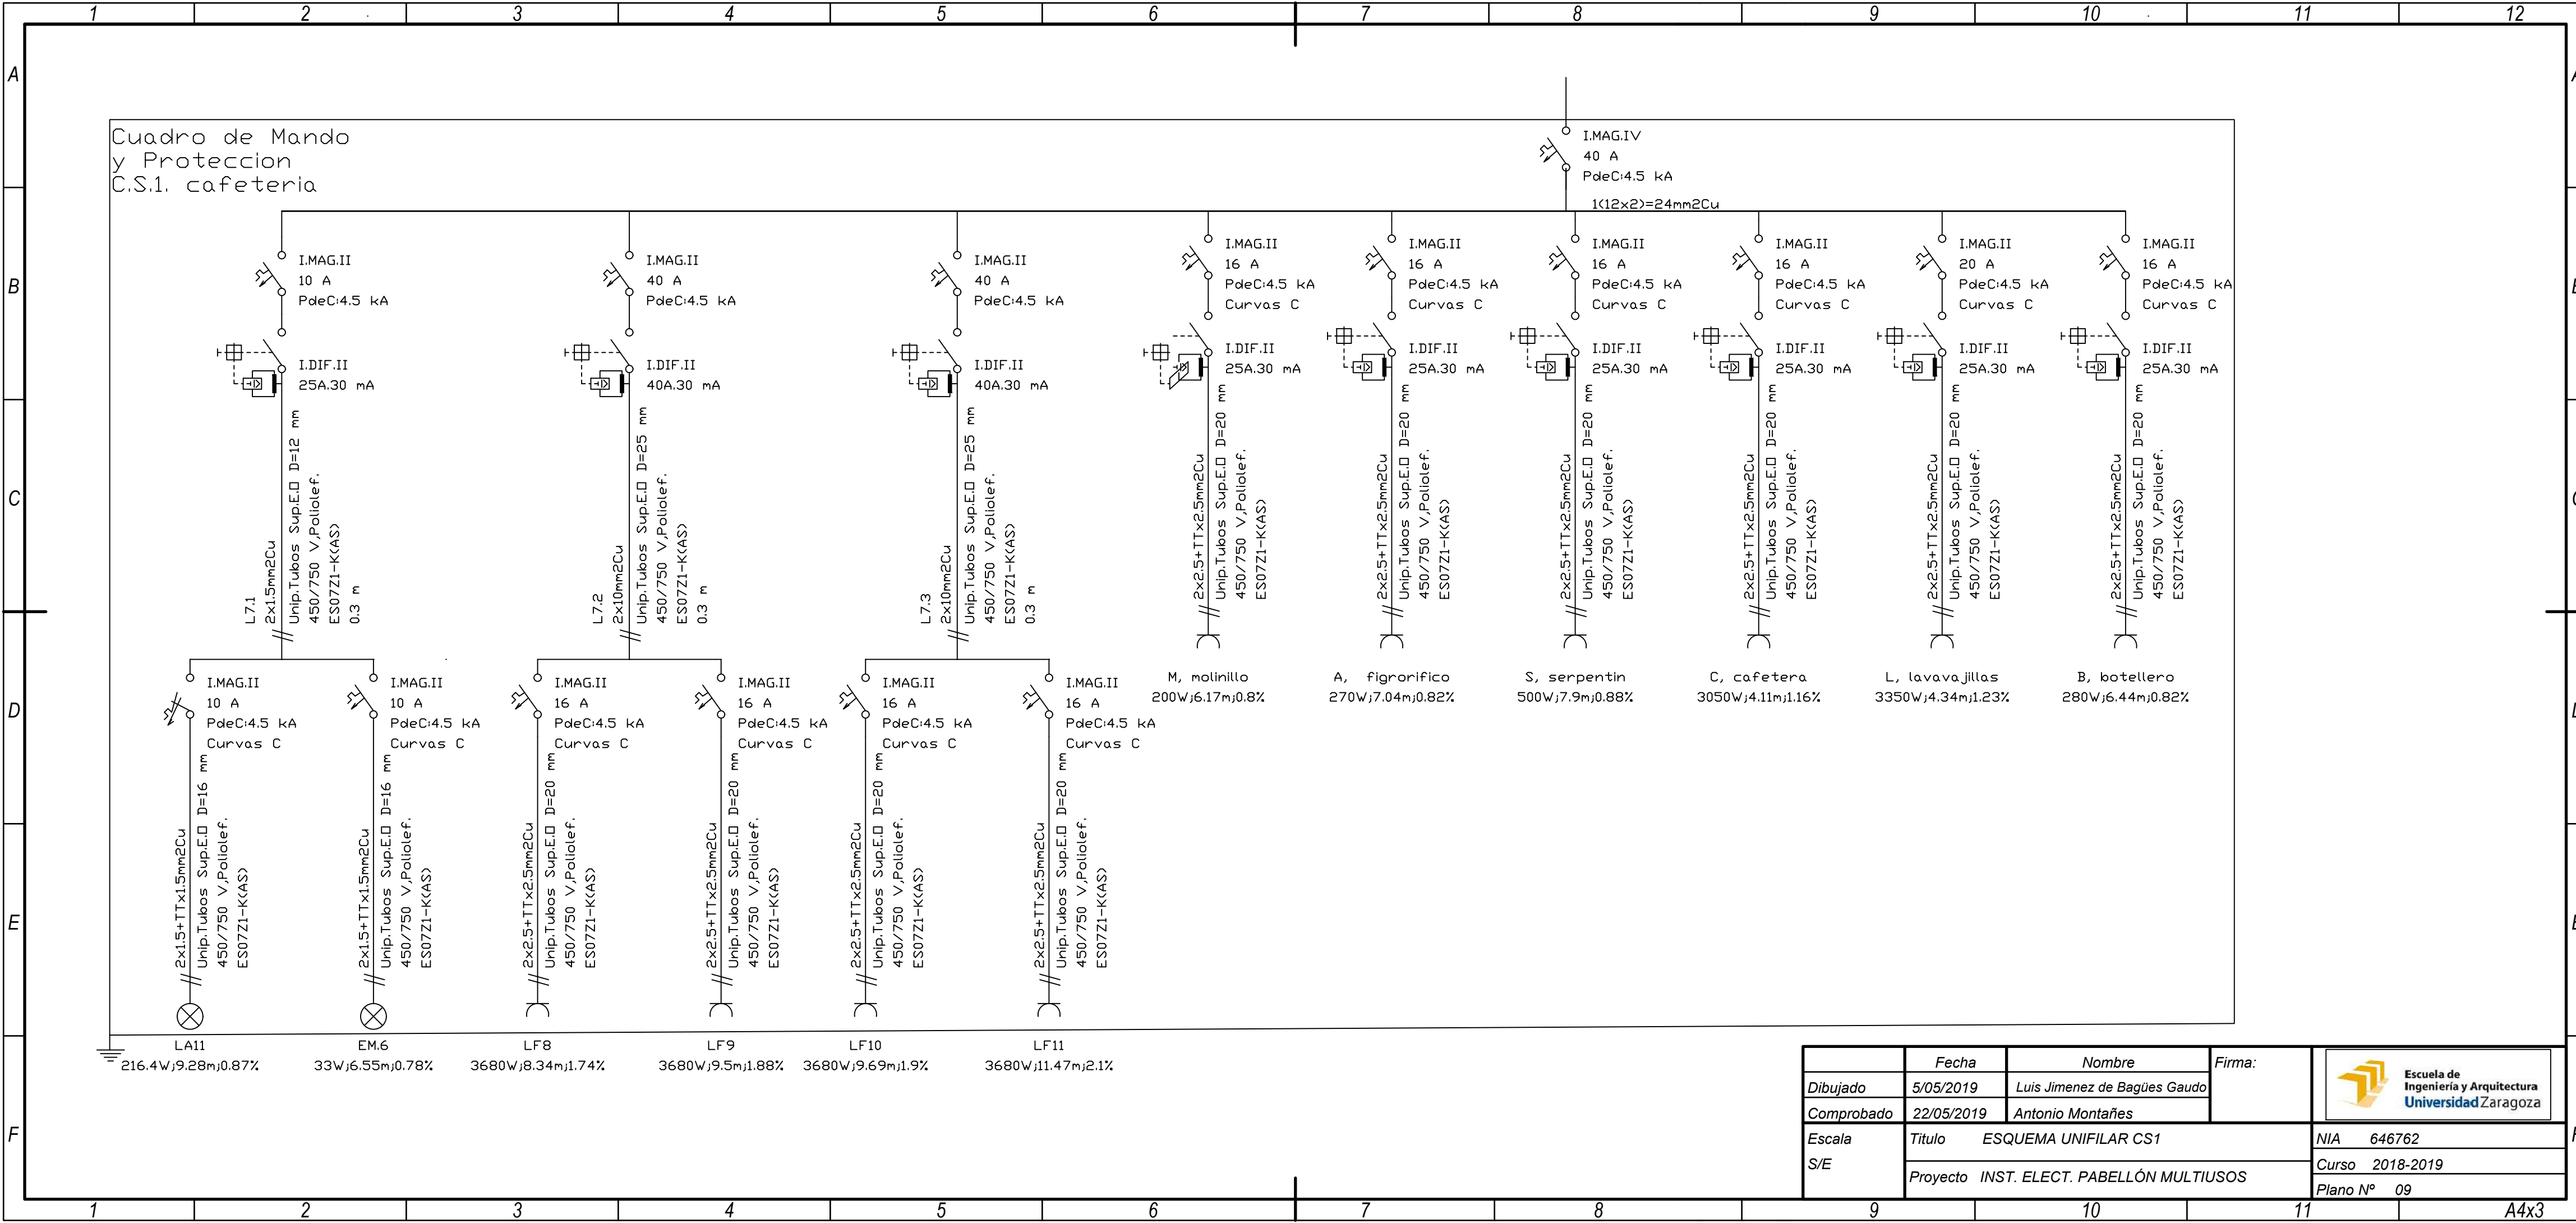 1 2 3 4 5 6 7 8 9 10 11 12
A
B
C
D
E
F
Cuadro de Mando
y Proteccion
C.S.1. cafeteria
I.MAG.IV
40 A
PdeC:4.5 kA
1(12x2)=24mm2Cu
I.MAG.II
10 A
PdeC:4.5 kA
I.DIF.II
25A.30 mA
L7.1
2x1.5mm2Cu
Unip.Tubos Sup.E.O D=12 mm
450/750 V,Poliolef.
ES07Z1-K(AS)
0.3 m
I.MAG.II
40 A
PdeC:4.5 kA
I.DIF.II
40A.30 mA
L7.2
2x10mm2Cu
Unip.Tubos Sup.E.O D=25 mm
450/750 V,Poliolef.
ES07Z1-K(AS)
0.3 m
I.MAG.II
40 A
PdeC:4.5 kA
I.DIF.II
40A.30 mA
L7.3
2x10mm2Cu
Unip.Tubos Sup.E.O D=25 mm
450/750 V,Poliolef.
ES07Z1-K(AS)
0.3 m
I.MAG.II
16 A
PdeC:4.5 kA
Curvas C
I.DIF.II
25A.30 mA
2x2.5+TTx2.5mm2Cu
Unip.Tubos Sup.E.O D=20 mm
450/750 V,Poliolef.
ES07Z1-K(AS)
M, molinillo
200W;6.17m;0.8%
I.MAG.II
16 A
PdeC:4.5 kA
Curvas C
I.DIF.II
25A.30 mA
2x2.5+TTx2.5mm2Cu
Unip.Tubos Sup.E.O D=20 mm
450/750 V,Poliolef.
ES07Z1-K(AS)
A, figrorifico
270W;7.04m;0.82%
I.MAG.II
16 A
PdeC:4.5 kA
Curvas C
I.DIF.II
25A.30 mA
2x2.5+TTx2.5mm2Cu
Unip.Tubos Sup.E.O D=20 mm
450/750 V,Poliolef.
ES07Z1-K(AS)
S, serpentin
500W;7.9m;0.88%
I.MAG.II
16 A
PdeC:4.5 kA
Curvas C
I.DIF.II
25A.30 mA
2x2.5+TTx2.5mm2Cu
Unip.Tubos Sup.E.O D=20 mm
450/750 V,Poliolef.
ES07Z1-K(AS)
C, cafetera
3050W;4.11m;1.16%
I.MAG.II
20 A
PdeC:4.5 kA
Curvas C
I.DIF.II
25A.30 mA
2x2.5+TTx2.5mm2Cu
Unip.Tubos Sup.E.O D=20 mm
450/750 V,Poliolef.
ES07Z1-K(AS)
L, lavavajillas
3350W;4.34m;1.23%
I.MAG.II
16 A
PdeC:4.5 kA
Curvas C
I.DIF.II
25A.30 mA
2x2.5+TTx2.5mm2Cu
Unip.Tubos Sup.E.O D=20 mm
450/750 V,Poliolef.
ES07Z1-K(AS)
B, botellero
280W;6.44m;0.82%
I.MAG.II
10 A
PdeC:4.5 kA
Curvas C
2x1.5+TTx1.5mm2Cu
Unip.Tubos Sup.E.O D=16 mm
450/750 V,Poliolef.
ES07Z1-K(AS)
LA11
216.4W;9.28m;0.87%
I.MAG.II
10 A
PdeC:4.5 kA
Curvas C
2x1.5+TTx1.5mm2Cu
Unip.Tubos Sup.E.O D=16 mm
450/750 V,Poliolef.
ES07Z1-K(AS)
EM.6
33W;6.55m;0.78%
I.MAG.II
16 A
PdeC:4.5 kA
Curvas C
2x2.5+TTx2.5mm2Cu
Unip.Tubos Sup.E.O D=20 mm
450/750 V,Poliolef.
ES07Z1-K(AS)
LF8
3680W;8.34m;1.74%
I.MAG.II
16 A
PdeC:4.5 kA
Curvas C
2x2.5+TTx2.5mm2Cu
Unip.Tubos Sup.E.O D=20 mm
450/750 V,Poliolef.
ES07Z1-K(AS)
LF9
3680W;9.5m;1.88%
I.MAG.II
16 A
PdeC:4.5 kA
Curvas C
2x2.5+TTx2.5mm2Cu
Unip.Tubos Sup.E.O D=20 mm
450/750 V,Poliolef.
ES07Z1-K(AS)
LF10
3680W;9.69m;1.9%
I.MAG.II
16 A
PdeC:4.5 kA
Curvas C
2x2.5+TTx2.5mm2Cu
Unip.Tubos Sup.E.O D=20 mm
450/750 V,Poliolef.
ES07Z1-K(AS)
LF11
3680W;11.47m;2.1%
Fecha Nombre Firma:
Dibujado 5/05/2019 Luis Jimenez de Bagües Gaudo
Comprobado 22/05/2019 Antonio Montañes
Escala
S/E
Titulo ESQUEMA UNIFILAR CS1
Proyecto INST. ELECT. PABELLÓN MULTIUSOS
Escuela de
Ingeniería y Arquitectura
Universidad Zaragoza
NIA 646762
Curso 2018-2019
Plano Nº 09
1 2 3 4 5 6 7 8 9 10 11 A4x3